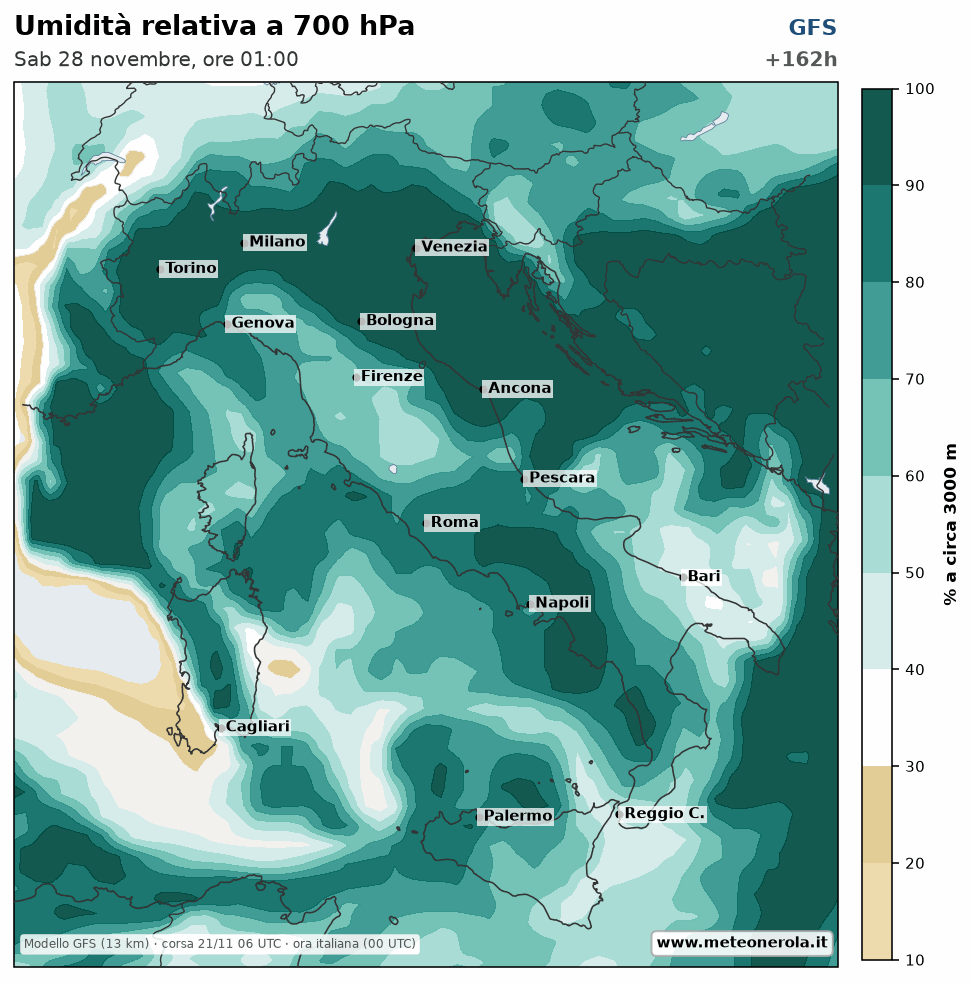 Umidità relativa a 700 hPa
GFS
Sab 28 novembre, ore 01:00
+162h
100
90
80
70
60
50
40
30
20
10
% a circa 3000 m
Milano
Venezia
Torino
Genova
Bologna
Firenze
Ancona
Pescara
Roma
Bari
Napoli
Cagliari
Palermo
Reggio C.
Modello GFS (13 km) · corsa 21/11 06 UTC · ora italiana (00 UTC)
www.meteonerola.it